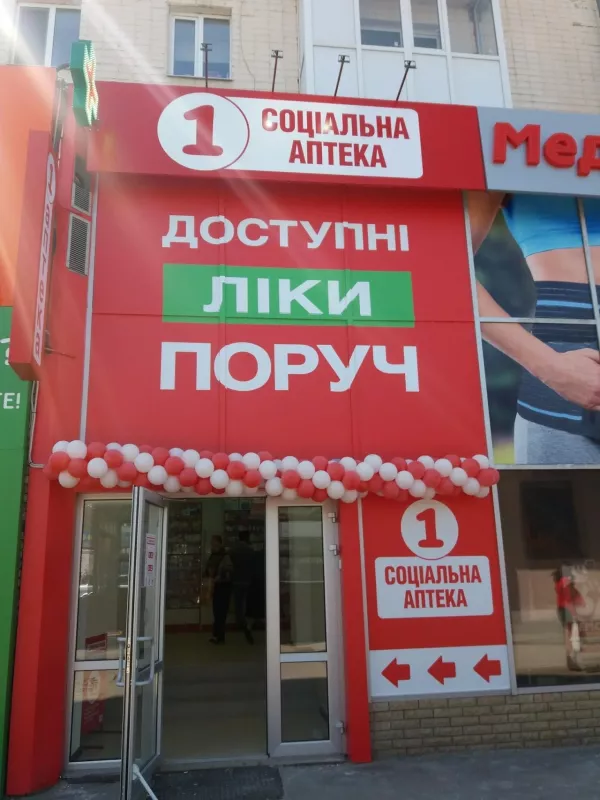 1 СОЦІАЛЬНА
АПТЕКА
Мед
ДОСТУПНІ
ЛІКИ
ПОРУЧ
Е!
1
СОЦІАЛЬНА
АПТЕКА